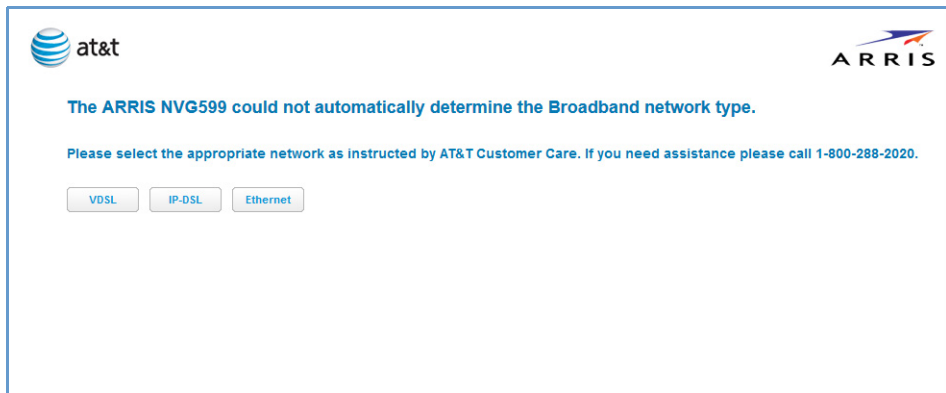 at&t
ARRIS
The ARRIS NVG599 could not automatically determine the Broadband network type.
Please select the appropriate network as instructed by AT&T Customer Care. If you need assistance please call 1-800-288-2020.
VDSL
IP-DSL
Ethernet